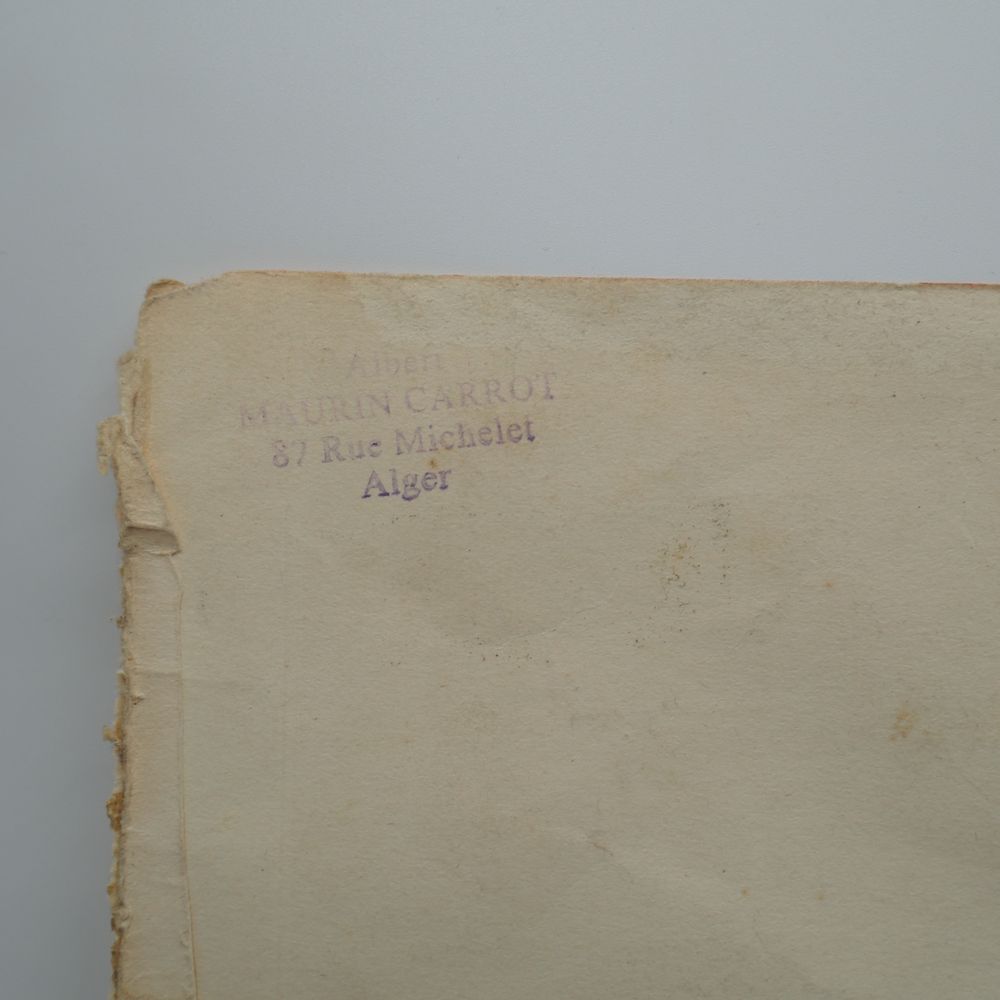 Albert
MAURIN CARROT
87 Rue Michelet
Alger